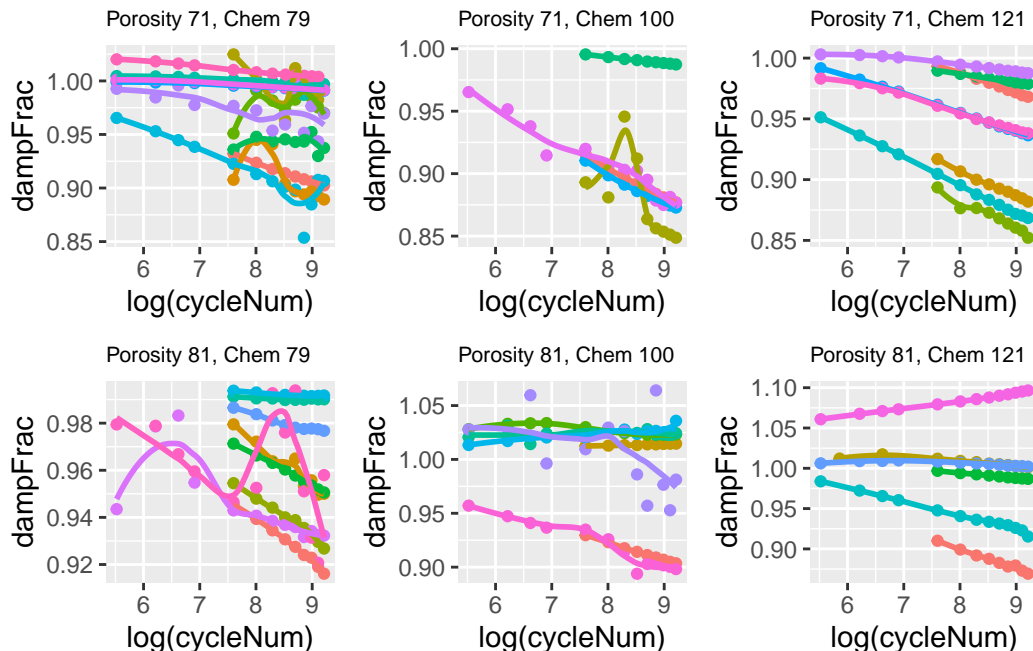 Porosity 71, Chem 79
dampFrac
1.00
0.95
0.90
0.85
6 7 8 9
log(cycleNum)
Porosity 71, Chem 100
dampFrac
1.00
0.95
0.90
0.85
6 7 8 9
log(cycleNum)
Porosity 71, Chem 121
dampFrac
1.00
0.95
0.90
0.85
6 7 8 9
log(cycleNum)
Porosity 81, Chem 79
dampFrac
0.98
0.96
0.94
0.92
6 7 8 9
log(cycleNum)
Porosity 81, Chem 100
dampFrac
1.05
1.00
0.95
0.90
6 7 8 9
log(cycleNum)
Porosity 81, Chem 121
dampFrac
1.10
1.05
1.00
0.95
0.90
6 7 8 9
log(cycleNum)